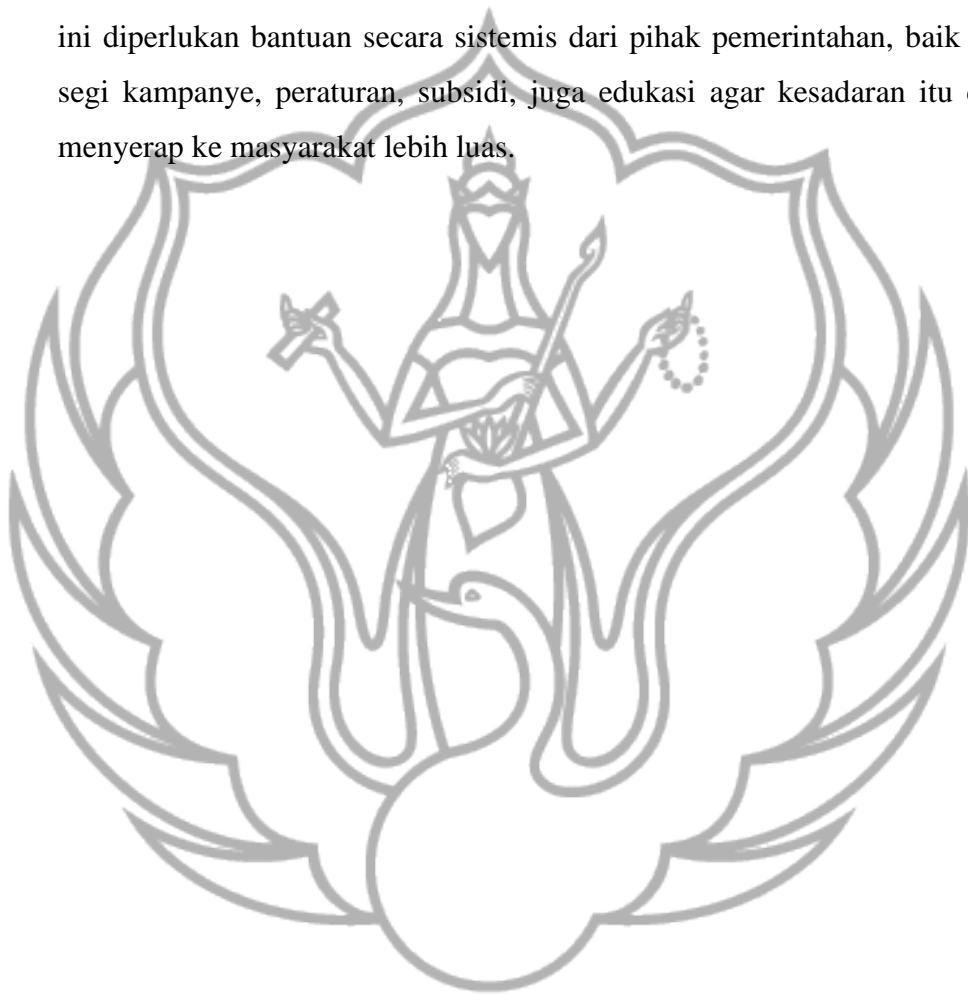 ini diperlukan bantuan secara sistemis dari pihak pemerintahan, baik
segi kampanye, peraturan, subsidi, juga edukasi agar kesadaran itu
menyerap ke masyarakat lebih luas.